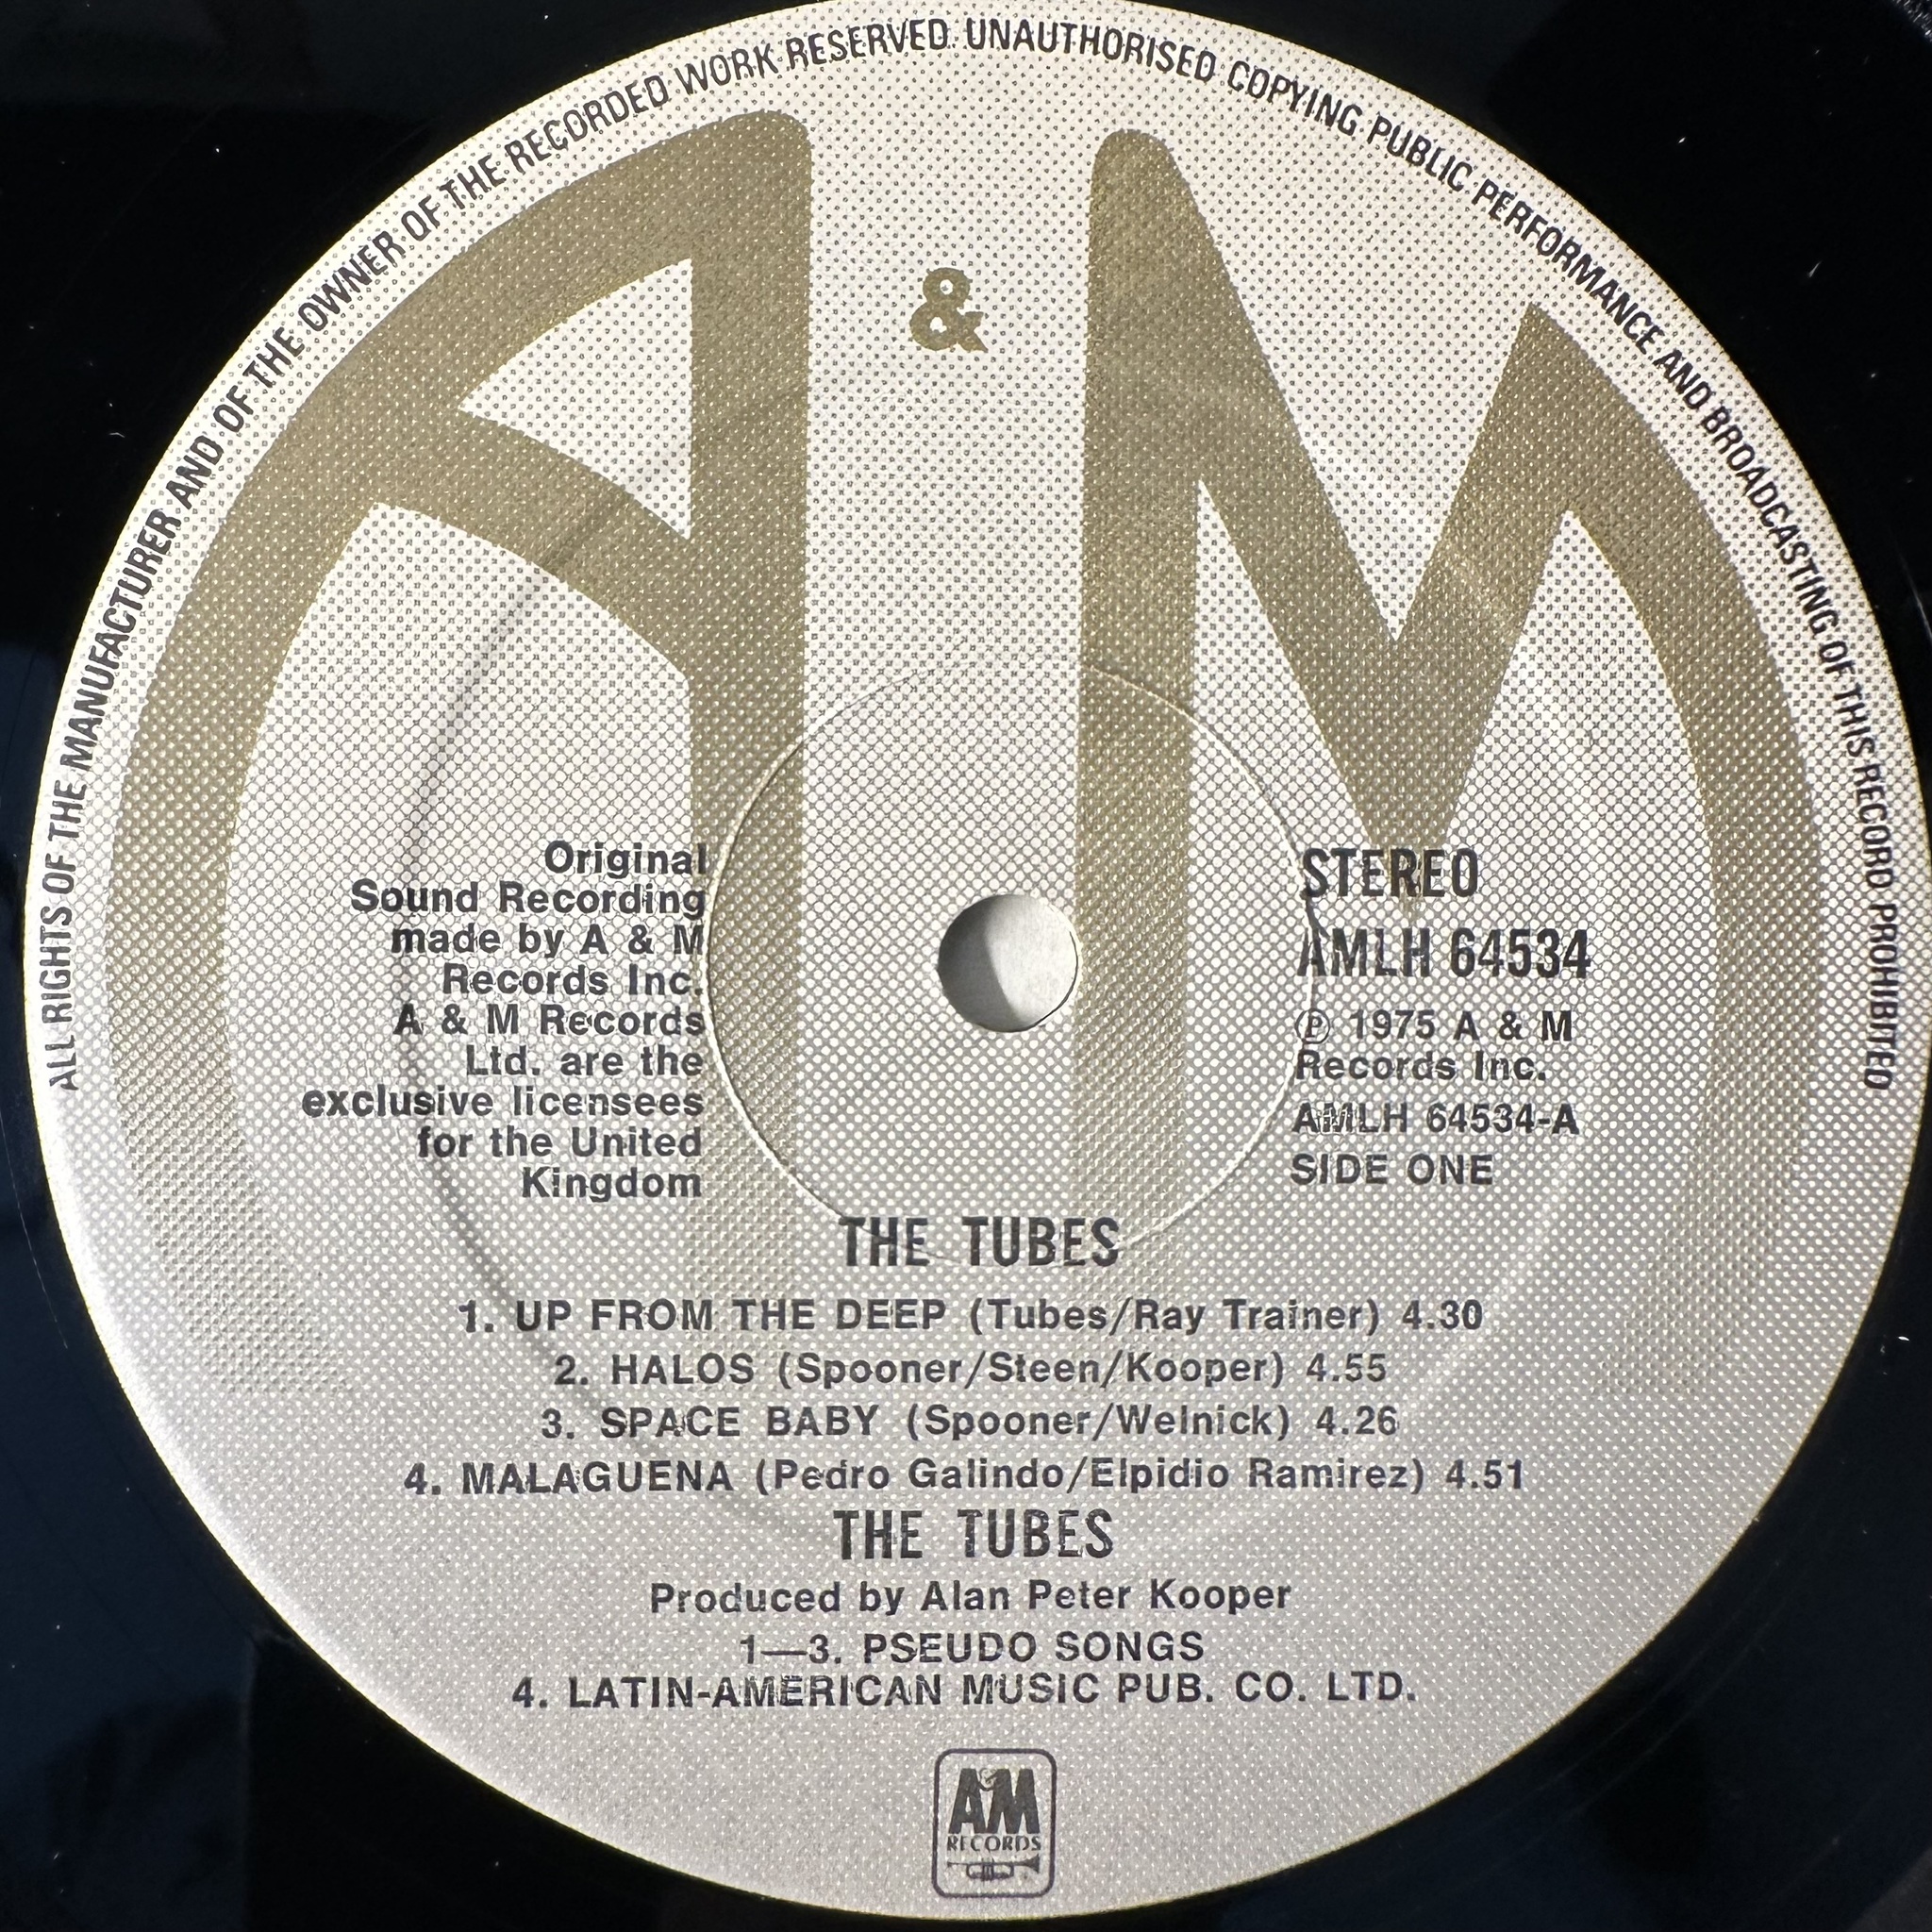 ALL RIGHTS OF THE MANUFACTURER AND OF THE OWNER OF THE RECORDED WORK RESERVED. UNAUTHORISED COPYING PUBLIC PERFORMANCE AND BROADCASTING OF THIS RECORD PROHIBITED
A & M
Original
Sound Recording
made by A & M
Records Inc.
A & M Records
Ltd. are the
exclusive licensees
for the United
Kingdom
STEREO
AMLH 64534
℗ 1975 A & M
Records Inc.
AMLH 64534-A
SIDE ONE
THE TUBES
1. UP FROM THE DEEP (Tubes/Ray Trainer) 4.30
2. HALOS (Spooner/Steen/Kooper) 4.55
3. SPACE BABY (Spooner/Welnick) 4.26
4. MALAGUENA (Pedro Galindo/Elpidio Ramirez) 4.51
THE TUBES
Produced by Alan Peter Kooper
1—3. PSEUDO SONGS
4. LATIN-AMERICAN MUSIC PUB. CO. LTD.
A&M
RECORDS